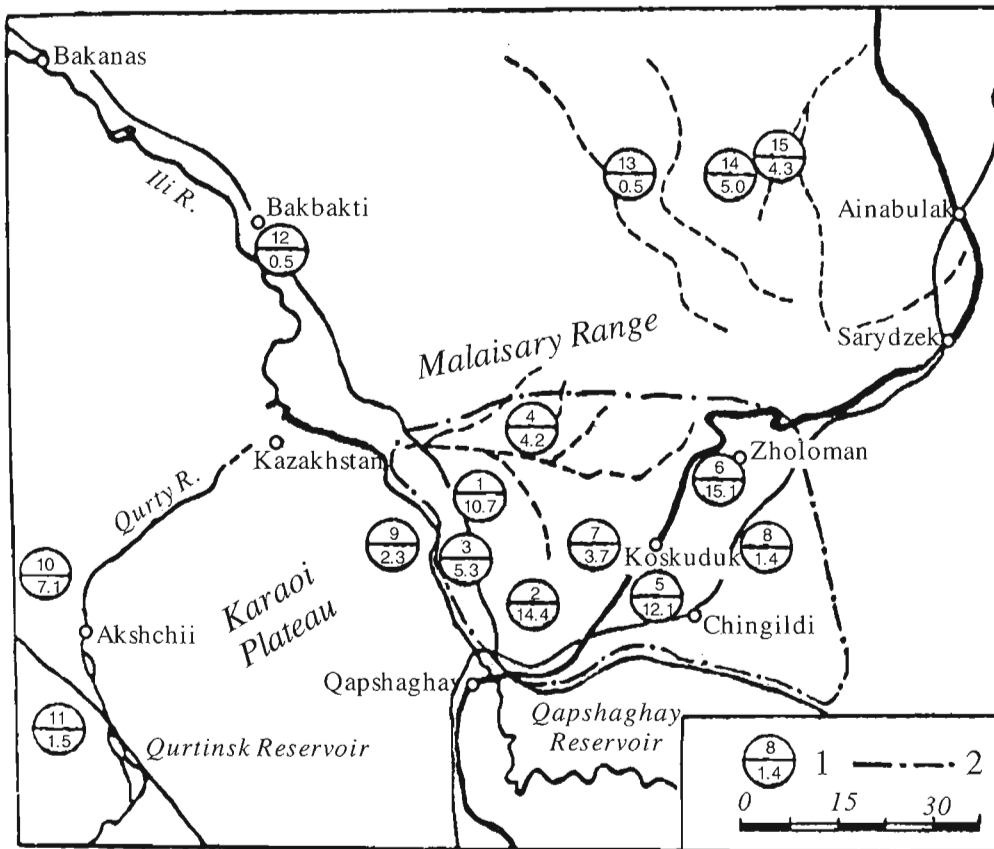 Bakanas
Ili R.
Bakbakti
12
0.5
13
0.5
14
5.0
15
4.3
Ainabulak
Sarydzek
Malaisary Range
4
4.2
Kazakhstan
Qurty R.
1
10.7
6
15.1
Zholoman
9
2.3
3
5.3
7
3.7
Koskuduk
8
1.4
10
7.1
Karaoi
Plateau
2
14.4
5
12.1
Akshchii
Chingildi
Qapshaghay
11
1.5
Qurtinsk Reservoir
Qapshaghay
Reservoir
8
1.4
1
2
0 15 30